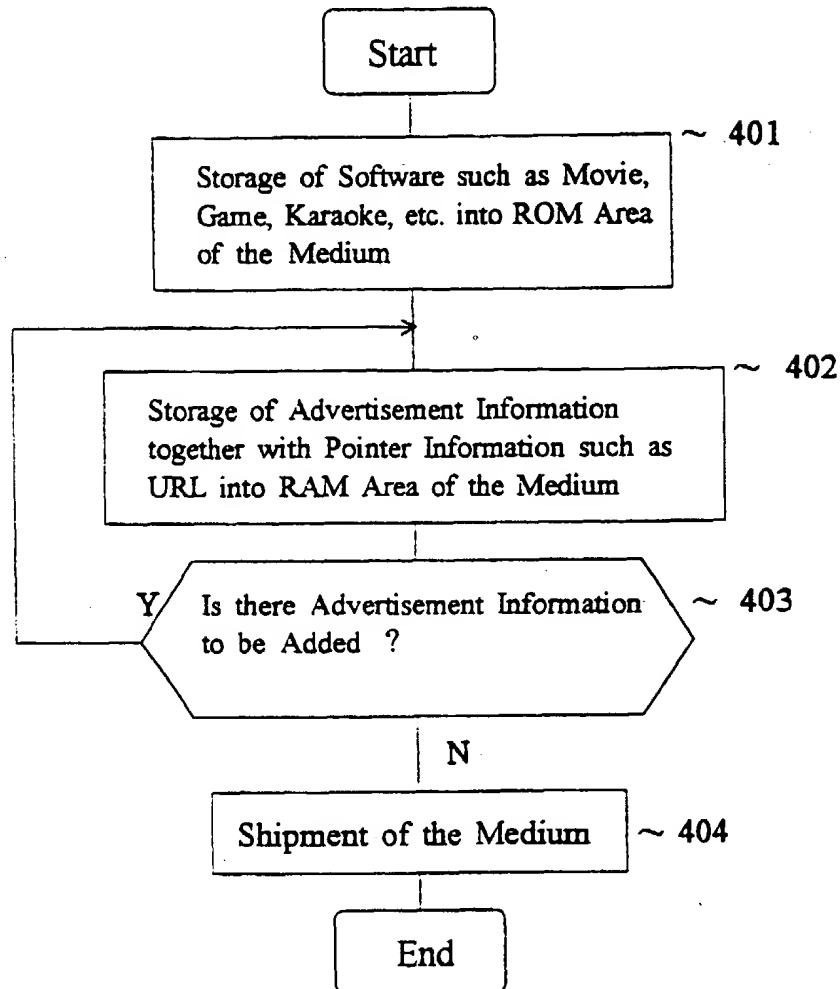 Start
~ 401
Storage of Software such as Movie,
Game, Karaoke, etc. into ROM Area
of the Medium
~ 402
Storage of Advertisement Information
together with Pointer Information such as
URL into RAM Area of the Medium
Y
Is there Advertisement Information
to be Added ?
~ 403
N
Shipment of the Medium
~ 404
End